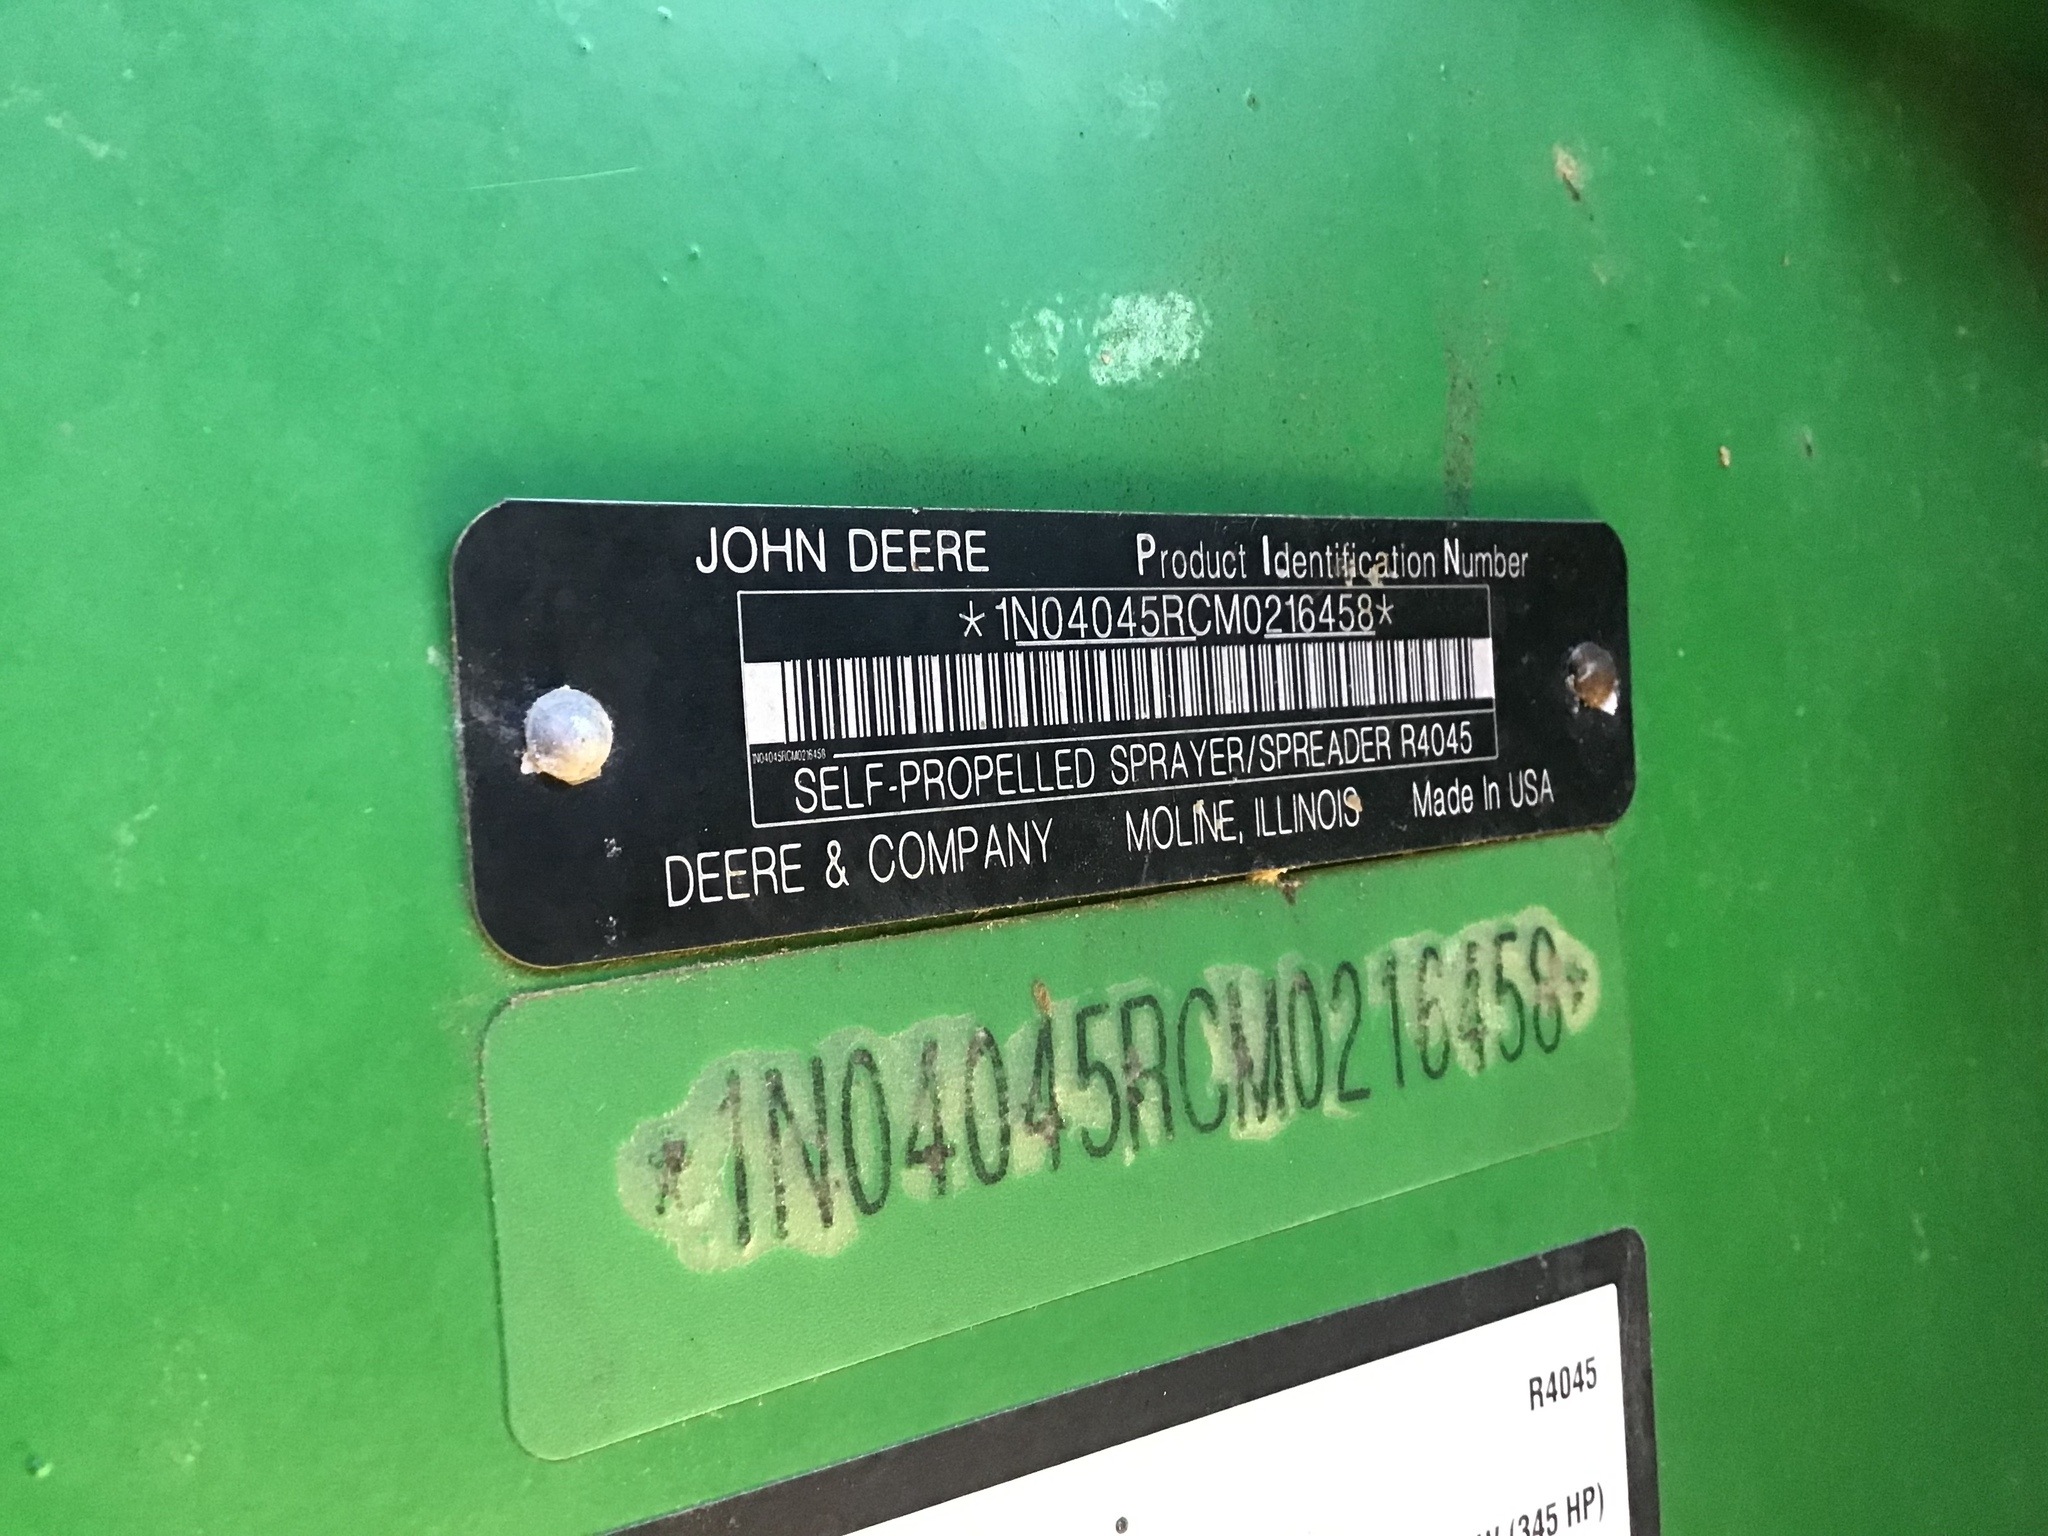 JOHN DEERE Product Identification Number
*1N04045RCM0216458*
1N04045RCM0216458
SELF-PROPELLED SPRAYER/SPREADER R4045
DEERE & COMPANY MOLINE, ILLINOIS Made In USA
*1N04045RCM0216458*
R4045
(345 HP)